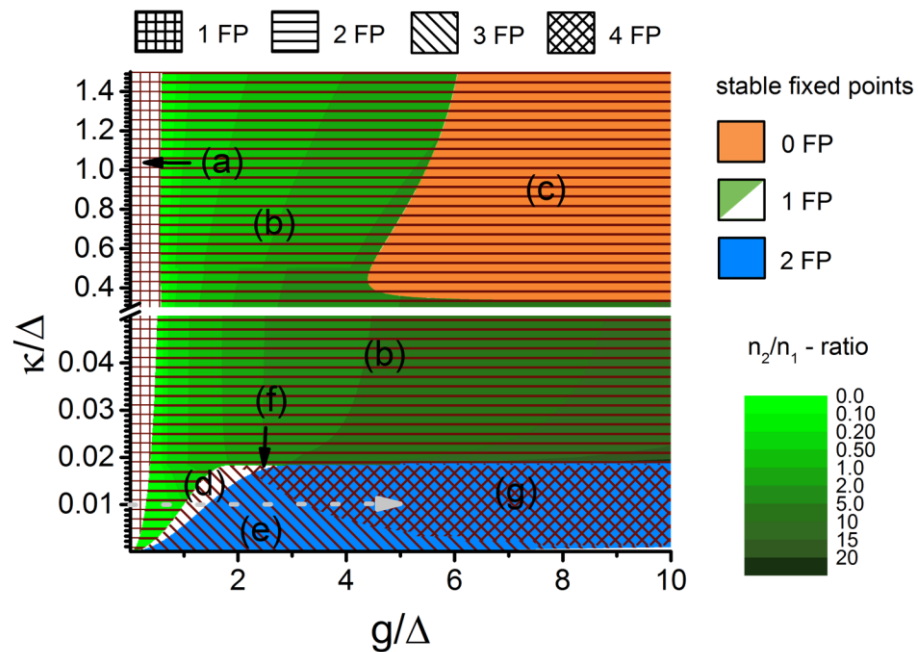 1 FP 2 FP 3 FP 4 FP
stable fixed points
0 FP
1 FP
2 FP
n₂/n₁ - ratio
0.0
0.10
0.20
0.50
1.0
2.0
5.0
10
15
20
κ/Δ
1.4
1.2
1.0
0.8
0.6
0.4
0.04
0.03
0.02
0.01
(a)
(b)
(c)
(b)
(f)
(d)
(e)
(g)
2 4 6 8 10
g/Δ